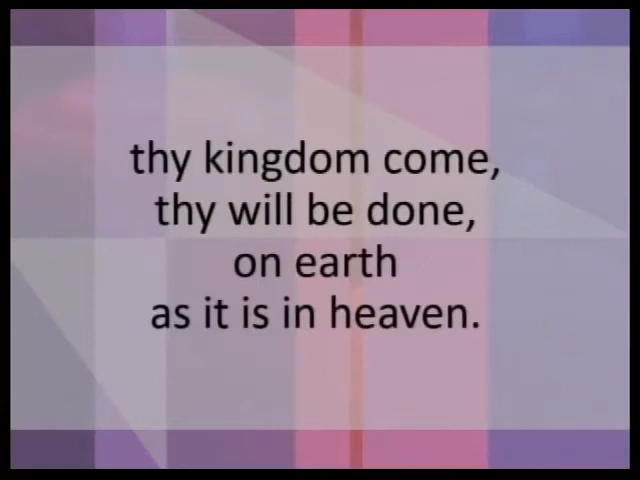 thy kingdom come,
thy will be done,
on earth
as it is in heaven.